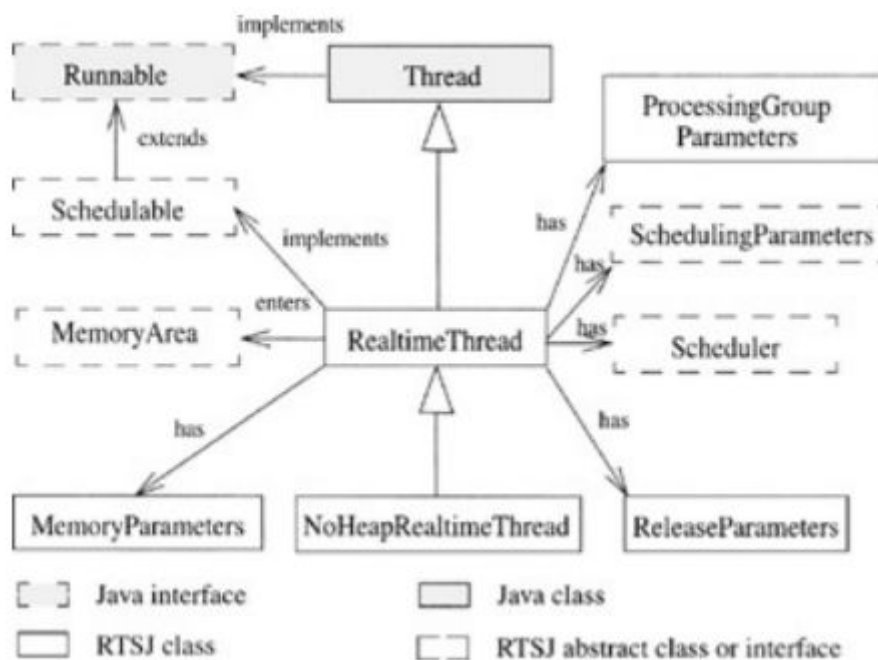 implements
Runnable
Thread
ProcessingGroup
Parameters
extends
Schedulable
implements
has
SchedulingParameters
has
enters
MemoryArea
RealtimeThread
has
Scheduler
has
has
MemoryParameters
NoHeapRealtimeThread
ReleaseParameters
Java interface
Java class
RTSJ class
RTSJ abstract class or interface